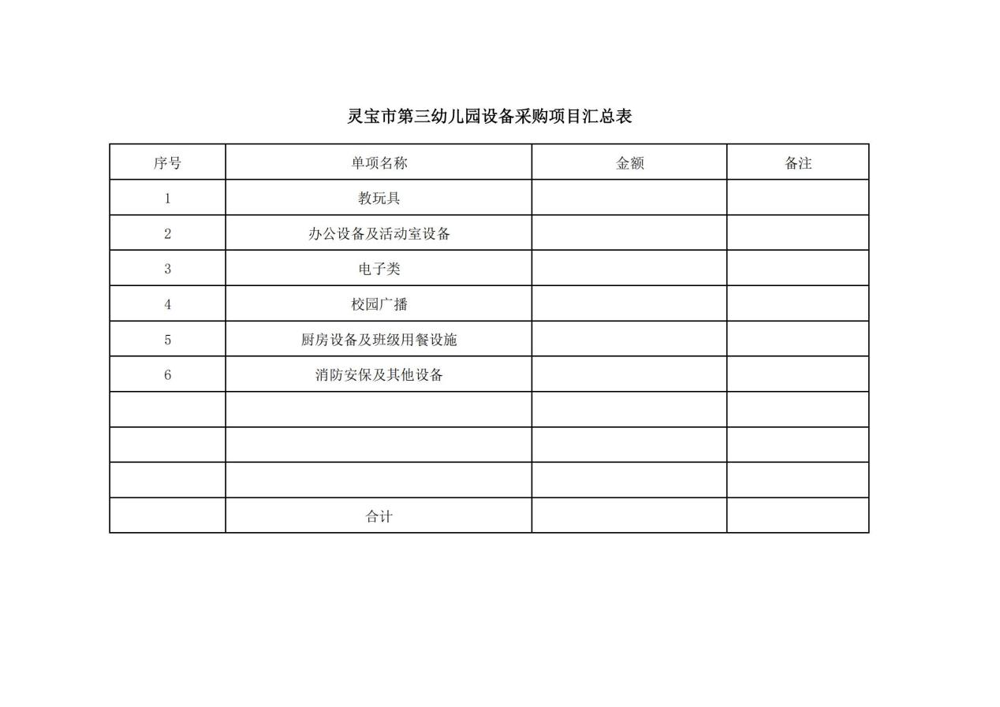 灵宝市第三幼儿园设备采购项目汇总表
序号 单项名称 金额 备注
1 教玩具
2 办公设备及活动室设备
3 电子类
4 校园广播
5 厨房设备及班级用餐设施
6 消防安保及其他设备
合计